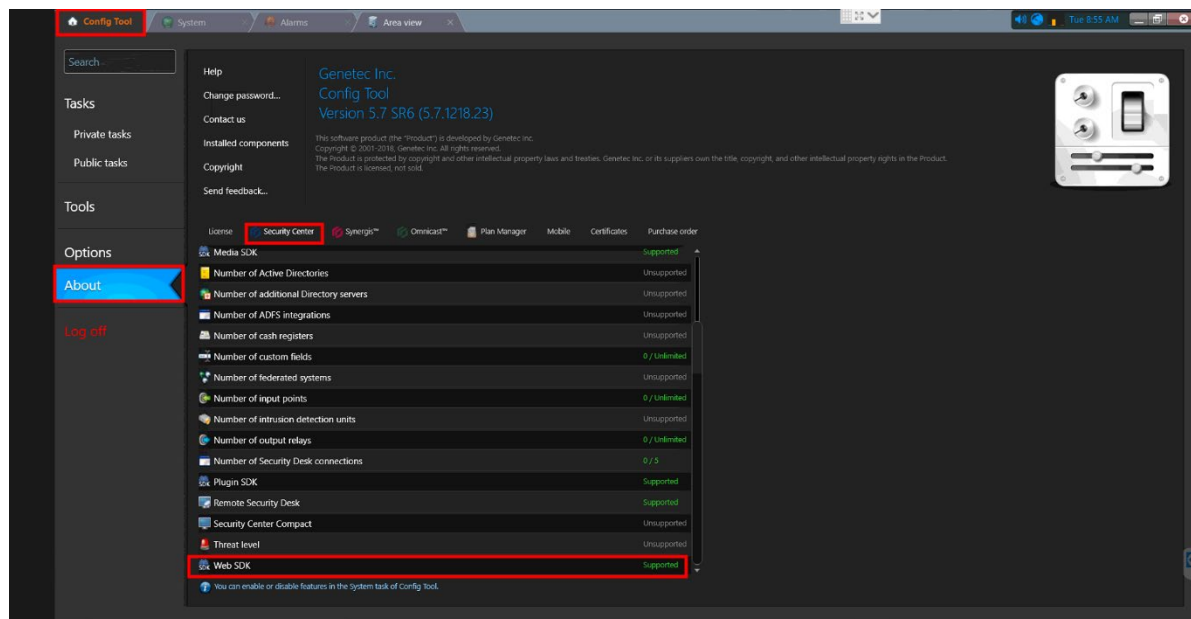 Config Tool
System
Alarms
Area view
Tue 8:55 AM
Search
Tasks
Private tasks
Public tasks
Tools
Options
About
Log off
Help
Change password...
Contact us
Installed components
Copyright
Send feedback...
Genetec Inc.
Config Tool
Version 5.7 SR6 (5.7.1218.23)
This software product (the "Product") is developed by Genetec Inc.
Copyright © 2001-2018, Genetec Inc. All rights reserved.
The Product is protected by copyright and other intellectual property laws and treaties. Genetec Inc. or its suppliers own the title, copyright, and other intellectual property rights in the Product.
The Product is licensed, not sold.
License Security Center Synergis™ Omnicast™ Plan Manager Mobile Certificates Purchase order
SDK Media SDK Supported
Number of Active Directories Unsupported
Number of additional Directory servers Unsupported
Number of ADFS integrations Unsupported
Number of cash registers Unsupported
Number of custom fields 0 / Unlimited
Number of federated systems Unsupported
Number of input points 0 / Unlimited
Number of intrusion detection units Unsupported
Number of output relays 0 / Unlimited
Number of Security Desk connections 0 / 5
SDK Plugin SDK Supported
Remote Security Desk Supported
Security Center Compact Unsupported
Threat level Unsupported
SDK Web SDK Supported
You can enable or disable features in the System task of Config Tool.